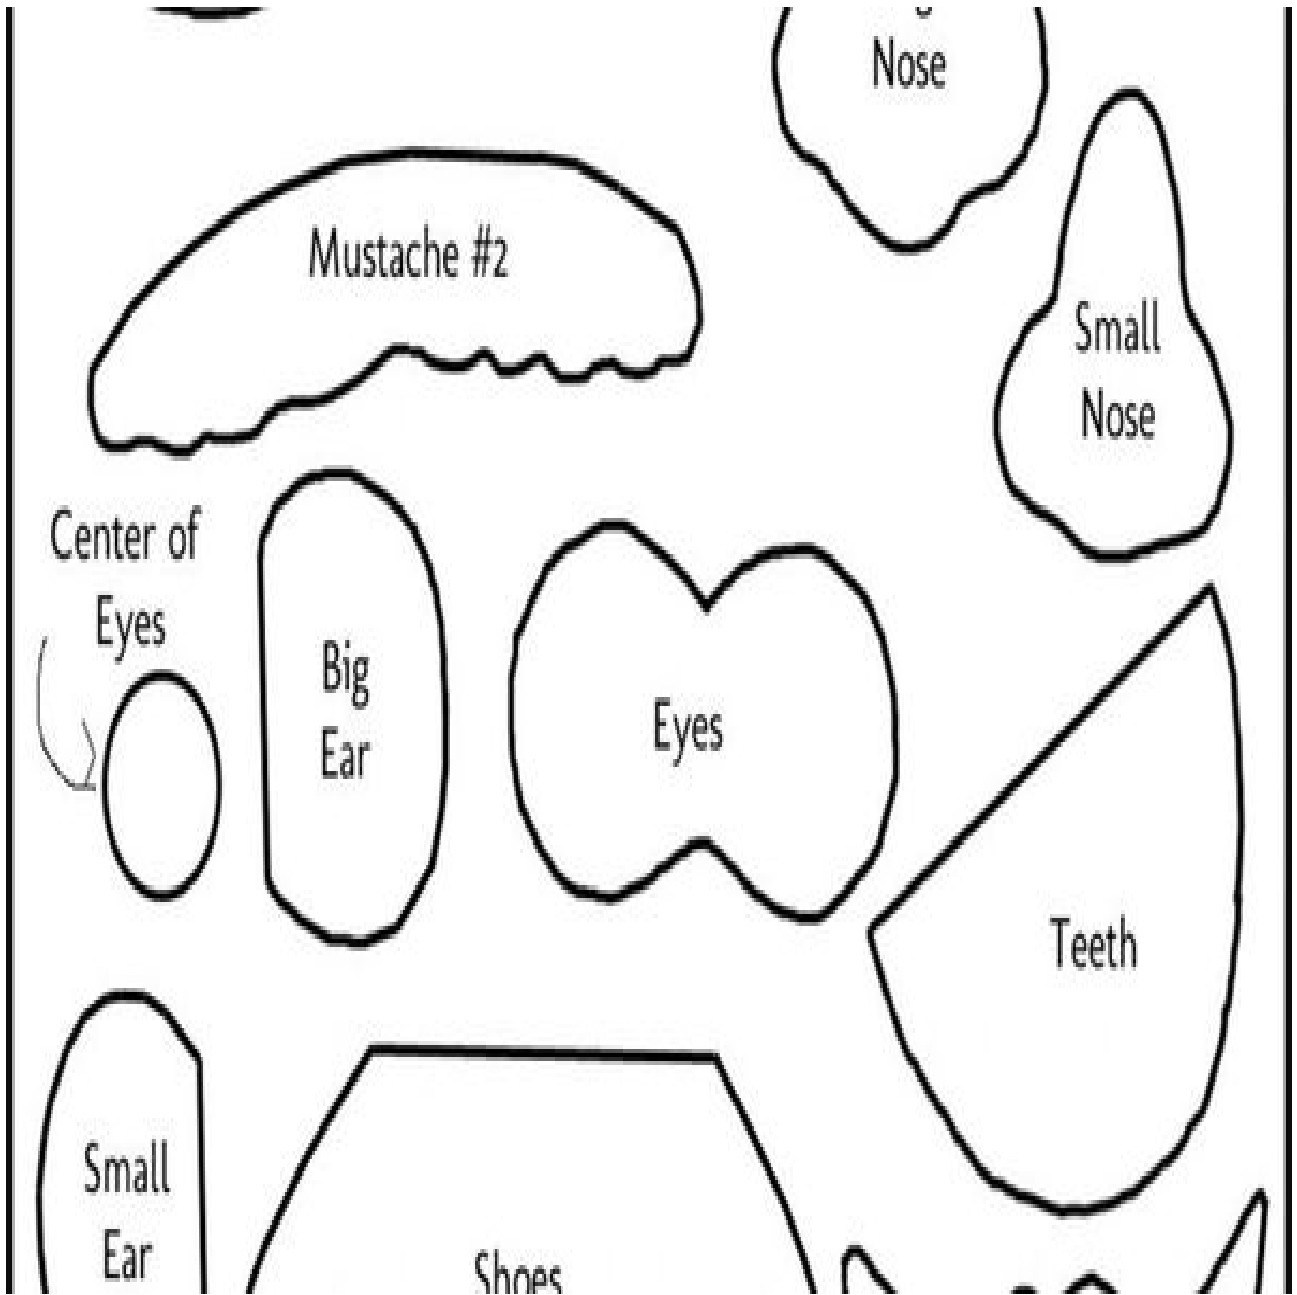 Nose
Mustache #2
Small
Nose
Center of
Eyes
Big
Ear
Eyes
Teeth
Small
Ear
Shoes